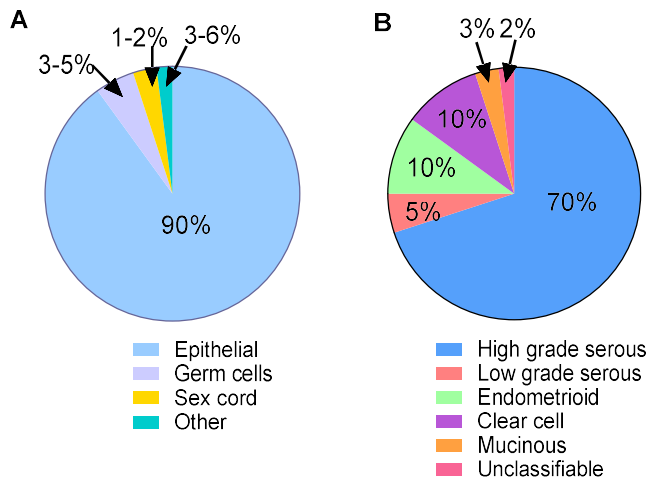 A
1-2%
3-6%
3-5%
90%
Epithelial
Germ cells
Sex cord
Other
B
3%
2%
10%
10%
5%
70%
High grade serous
Low grade serous
Endometrioid
Clear cell
Mucinous
Unclassifiable